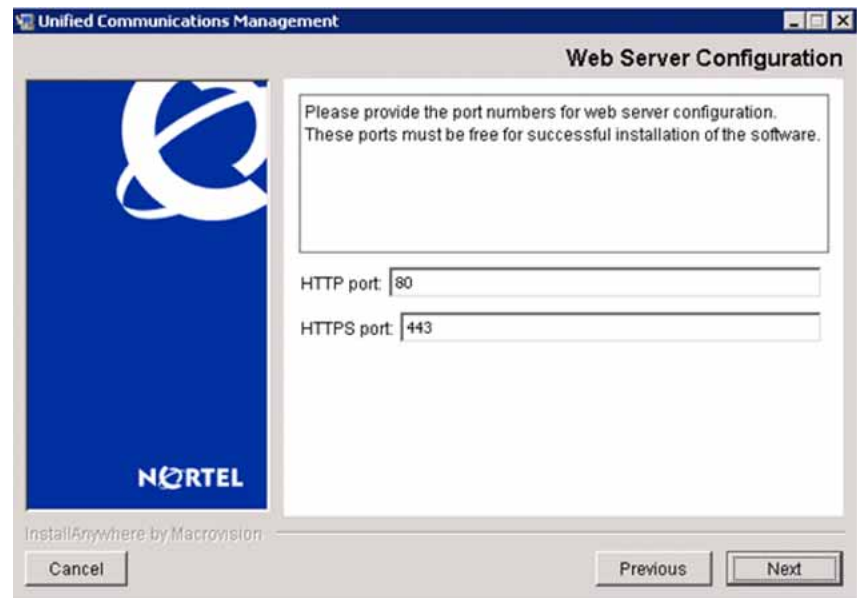 Unified Communications Management
Web Server Configuration
Please provide the port numbers for web server configuration.
These ports must be free for successful installation of the software.
HTTP port: 80
HTTPS port: 443
NORTEL
InstallAnywhere by Macrovision
Cancel
Previous
Next